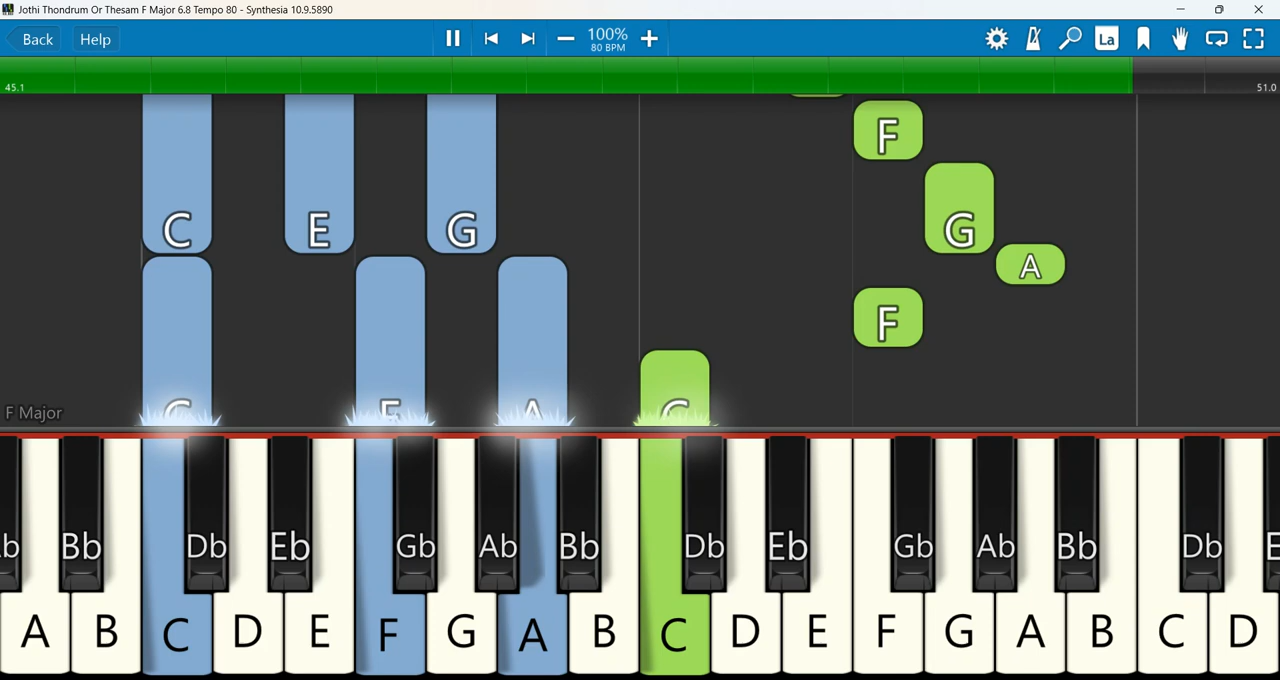 Jothi Thondrum Or Thesam F Major 6.8 Tempo 80 - Synthesia 10.9.5890
Back Help 100% La
80 BPM
45.1 51.0
F
C E G G
A
F
C F A C
F Major
b Bb Db Eb Gb Ab Bb Db Eb Gb Ab Bb Db E
A B C D E F G A B C D E F G A B C D